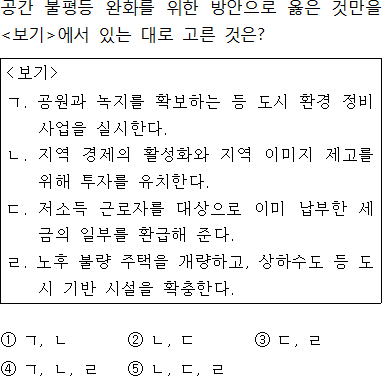 공간 불평등 완화를 위한 방안으로 옳은 것만을
<보기>에서 있는 대로 고른 것은?
<보기>
ㄱ. 공원과 녹지를 확보하는 등 도시 환경 정비
사업을 실시한다.
ㄴ. 지역 경제의 활성화와 지역 이미지 제고를
위해 투자를 유치한다.
ㄷ. 저소득 근로자를 대상으로 이미 납부한 세
금의 일부를 환급해 준다.
ㄹ. 노후 불량 주택을 개량하고, 상하수도 등 도
시 기반 시설을 확충한다.
① ㄱ, ㄴ ② ㄴ, ㄷ ③ ㄷ, ㄹ
④ ㄱ, ㄴ, ㄹ ⑤ ㄴ, ㄷ, ㄹ